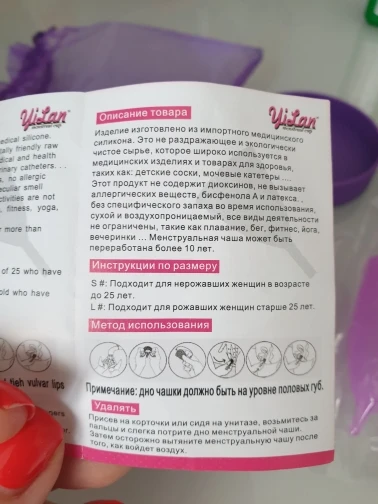 YiLan
edical silicone.
ally friendly raw
dical and health
urinary catheters.
s, no allergic
eculiar smell
ctivities are not
, fitness, yoga,
r more than
of 25 who have
old who have
of fleh vulvar lips
YiLan
Описание товара
Изделие изготовлено из импортного медицинского
силикона. Это не раздражающее и экологически
чистое сырье, которое широко используется в
медицинских изделиях и товарах для здоровья,
таких как: детские соски, мочевые катетеры ....
Этот продукт не содержит диоксинов, не вызывает
аллергических веществ, бисфенола А и латекса. .
без специфического запаха во время использования,
сухой и воздухопроницаемый, все виды деятельности
не ограничены, такие как плавание, бег, фитнес, йога,
вечеринки ... Менструальная чаша может быть
переработана более 10 лет.
Инструкции по размеру
S #: Подходит для нерожавших женщин в возрасте
до 25 лет.
L #: Подходит для рожавших женщин старше 25 лет.
Метод использования
Примечание: дно чашки должно быть на уровне половых губ.
Удалять
Присев на корточки или сидя на унитазе, возьмитесь за
пальцы и слегка потрите дно менструальной чаши.
Затем осторожно вытяните менструальную чашу после
того, как войдет воздух.